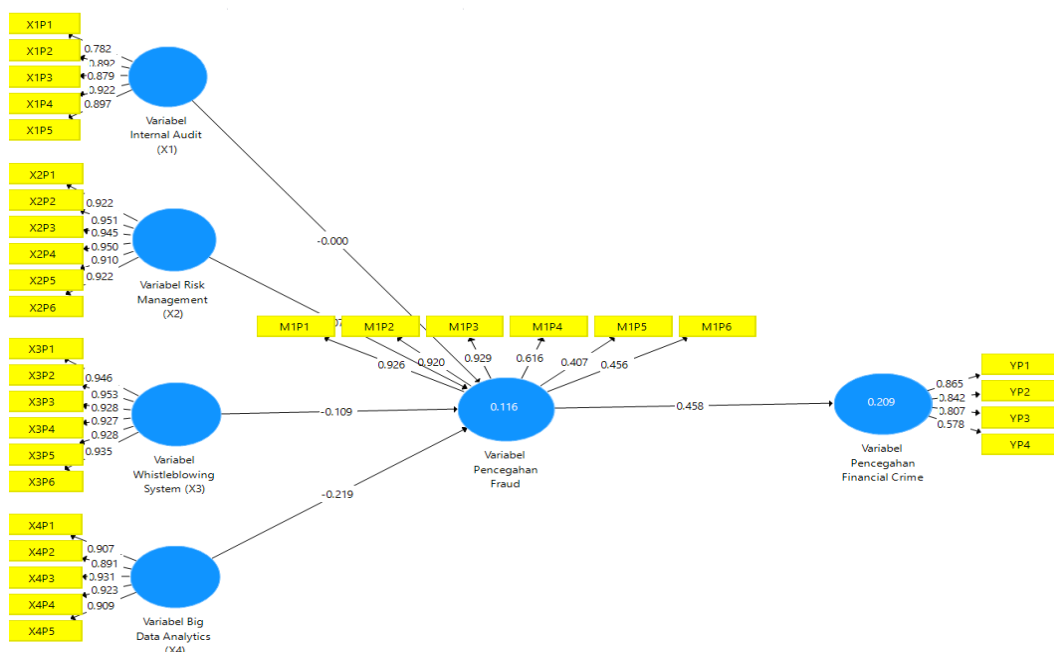 X1P1
X1P2
X1P3
X1P4
X1P5
0.782
0.892
0.879
0.922
0.897
Variabel
Internal Audit
(X1)
X2P1
X2P2
X2P3
X2P4
X2P5
X2P6
0.922
0.951
0.945
0.950
0.910
0.922
Variabel Risk
Management
(X2)
X3P1
X3P2
X3P3
X3P4
X3P5
X3P6
0.946
0.953
0.928
0.927
0.928
0.935
Variabel
Whistleblowing
System (X3)
X4P1
X4P2
X4P3
X4P4
X4P5
0.907
0.891
0.931
0.923
0.909
Variabel Big
Data Analytics
(X4)
-0.000
-0.109
-0.219
M1P1
M1P2
M1P3
M1P4
M1P5
M1P6
0.926
0.920
0.929
0.616
0.407
0.456
0.116
Variabel
Pencegahan
Fraud
0.458
0.209
Variabel
Pencegahan
Financial Crime
YP1
YP2
YP3
YP4
0.865
0.842
0.807
0.578